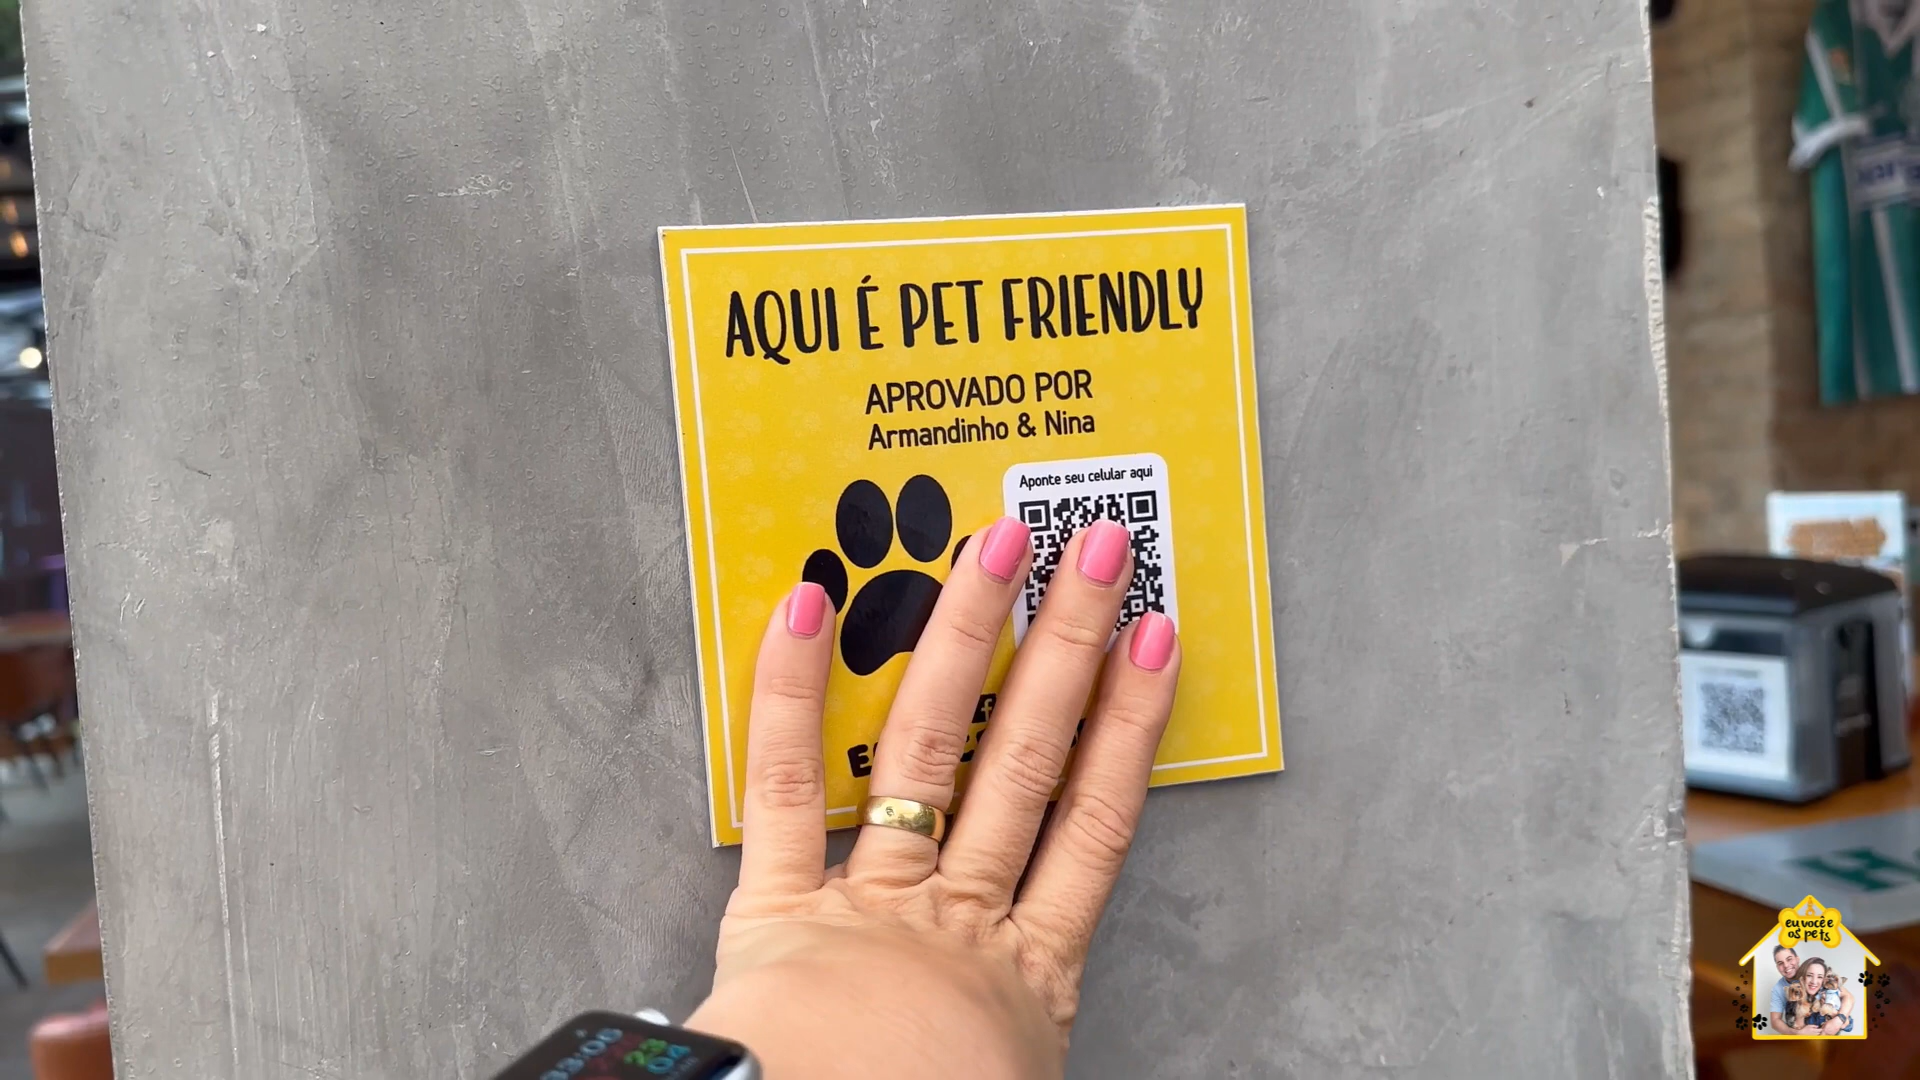 AQUI É PET FRIENDLY
APROVADO POR
Armandinho & Nina
Aponte seu celular aqui
eu você e
os pets